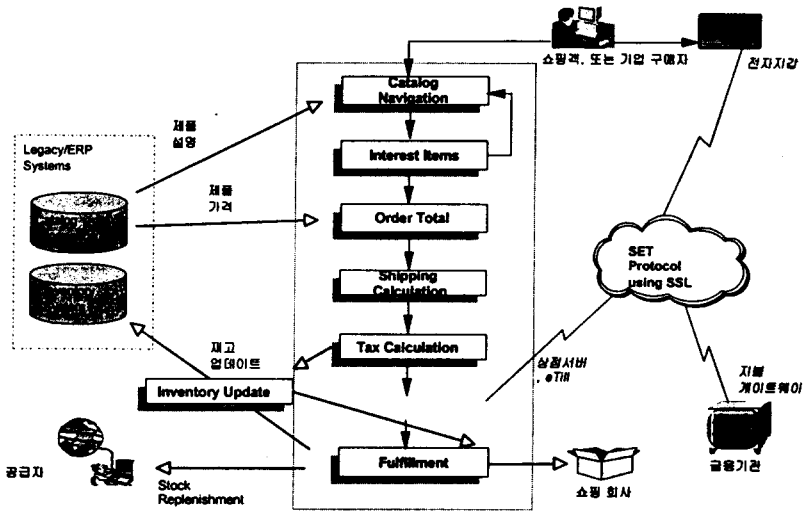 쇼핑객, 또는 기업 구매자
전자지갑
Catalog
Navigation
제품
설명
Legacy/ERP
Systems
Interest Items
제품
가격
Order Total
SET
Protocol
using SSL
Shipping
Calculation
재고
업데이트
Tax Calculation
상점서버
, eTill
지불
게이트웨이
Inventory Update
Fulfillment
금융기관
공급자
Stock
Replenishment
쇼핑 회사